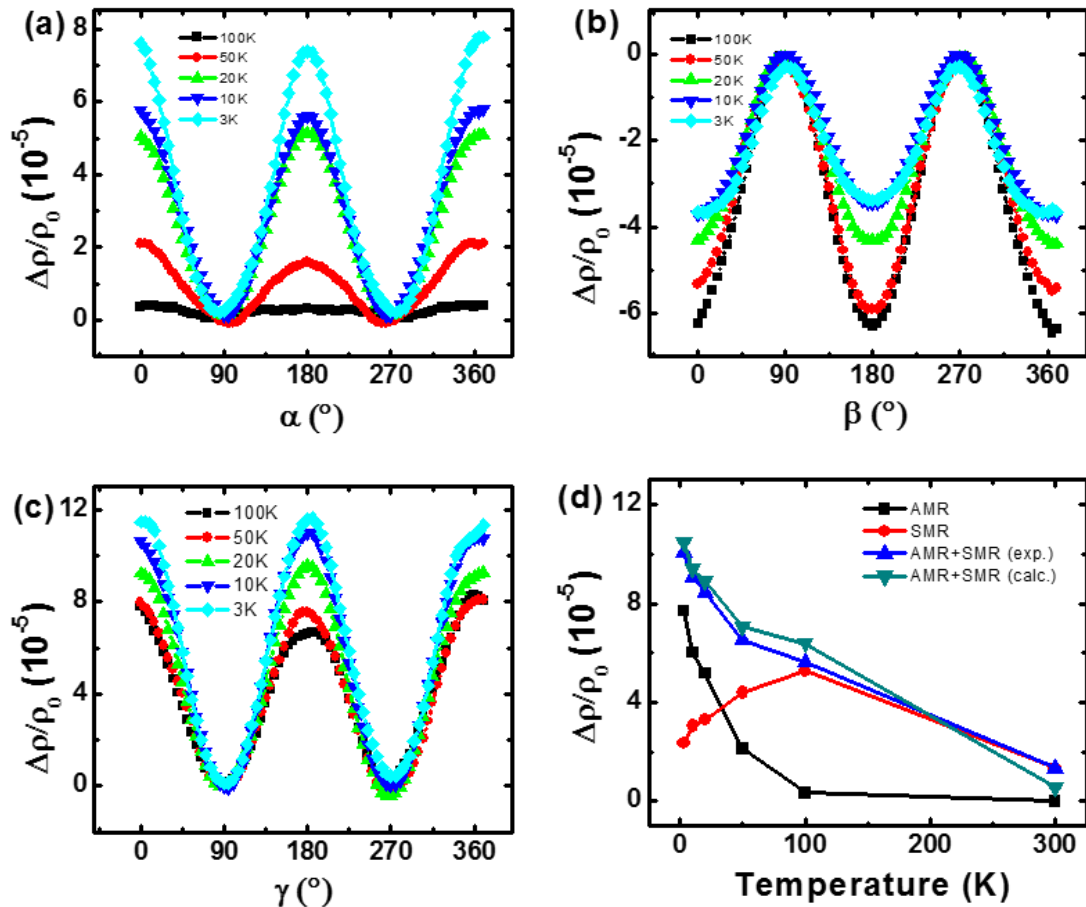 (a)
100K
50K
20K
10K
3K
8
6
4
2
0
Δρ/ρ0 (10-5)
0 90 180 270 360
α (º)
(b)
100K
50K
20K
10K
3K
0
-2
-4
-6
Δρ/ρ0 (10-5)
0 90 180 270 360
β (º)
(c)
100K
50K
20K
10K
3K
12
8
4
0
Δρ/ρ0 (10-5)
0 90 180 270 360
γ (º)
(d)
AMR
SMR
AMR+SMR (exp.)
AMR+SMR (calc.)
12
8
4
0
Δρ/ρ0 (10-5)
0 100 200 300
Temperature (K)